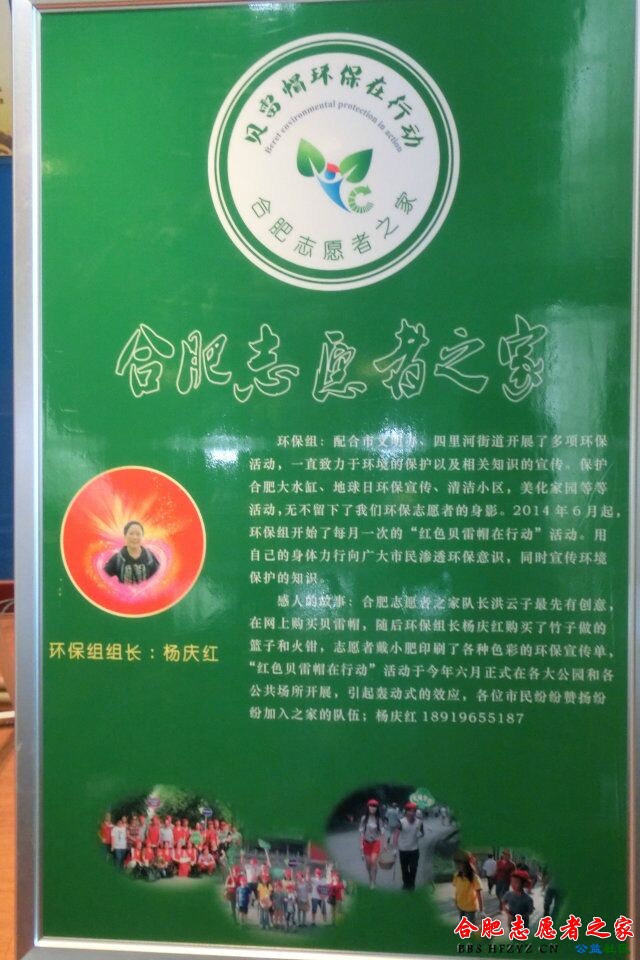 贝雷帽环保在行动
Beret environmental protection in action
合肥志愿者之家
合肥志愿者之家
环保组：配合市文明办、四里河街道开展了多项环保
活动，一直致力于环境的保护以及相关知识的宣传。保护
合肥大水缸、地球日环保宣传、清洁小区，美化家园等等
活动，无不留下了我们环保志愿者的身影。2014年6月起，
环保组开始了每月一次的“红色贝雷帽在行动”活动。用
自己的身体力行向广大市民渗透环保意识，同时宣传环境
保护的知识。
感人的故事：合肥志愿者之家队长洪云子最先有创意，
在网上购买贝雷帽，随后环保组长杨庆红购买了竹子做的
篮子和火钳，志愿者戴小肥印刷了各种色彩的环保宣传单，
“红色贝雷帽在行动”活动于今年六月正式在各大公园和各
公共场所开展，引起轰动式的效应，各位市民纷纷赞扬纷
纷加入之家的队伍；杨庆红 18919655187
环保组组长：杨庆红
合肥志愿者之家
BBS HFZYZ CN 公益社区